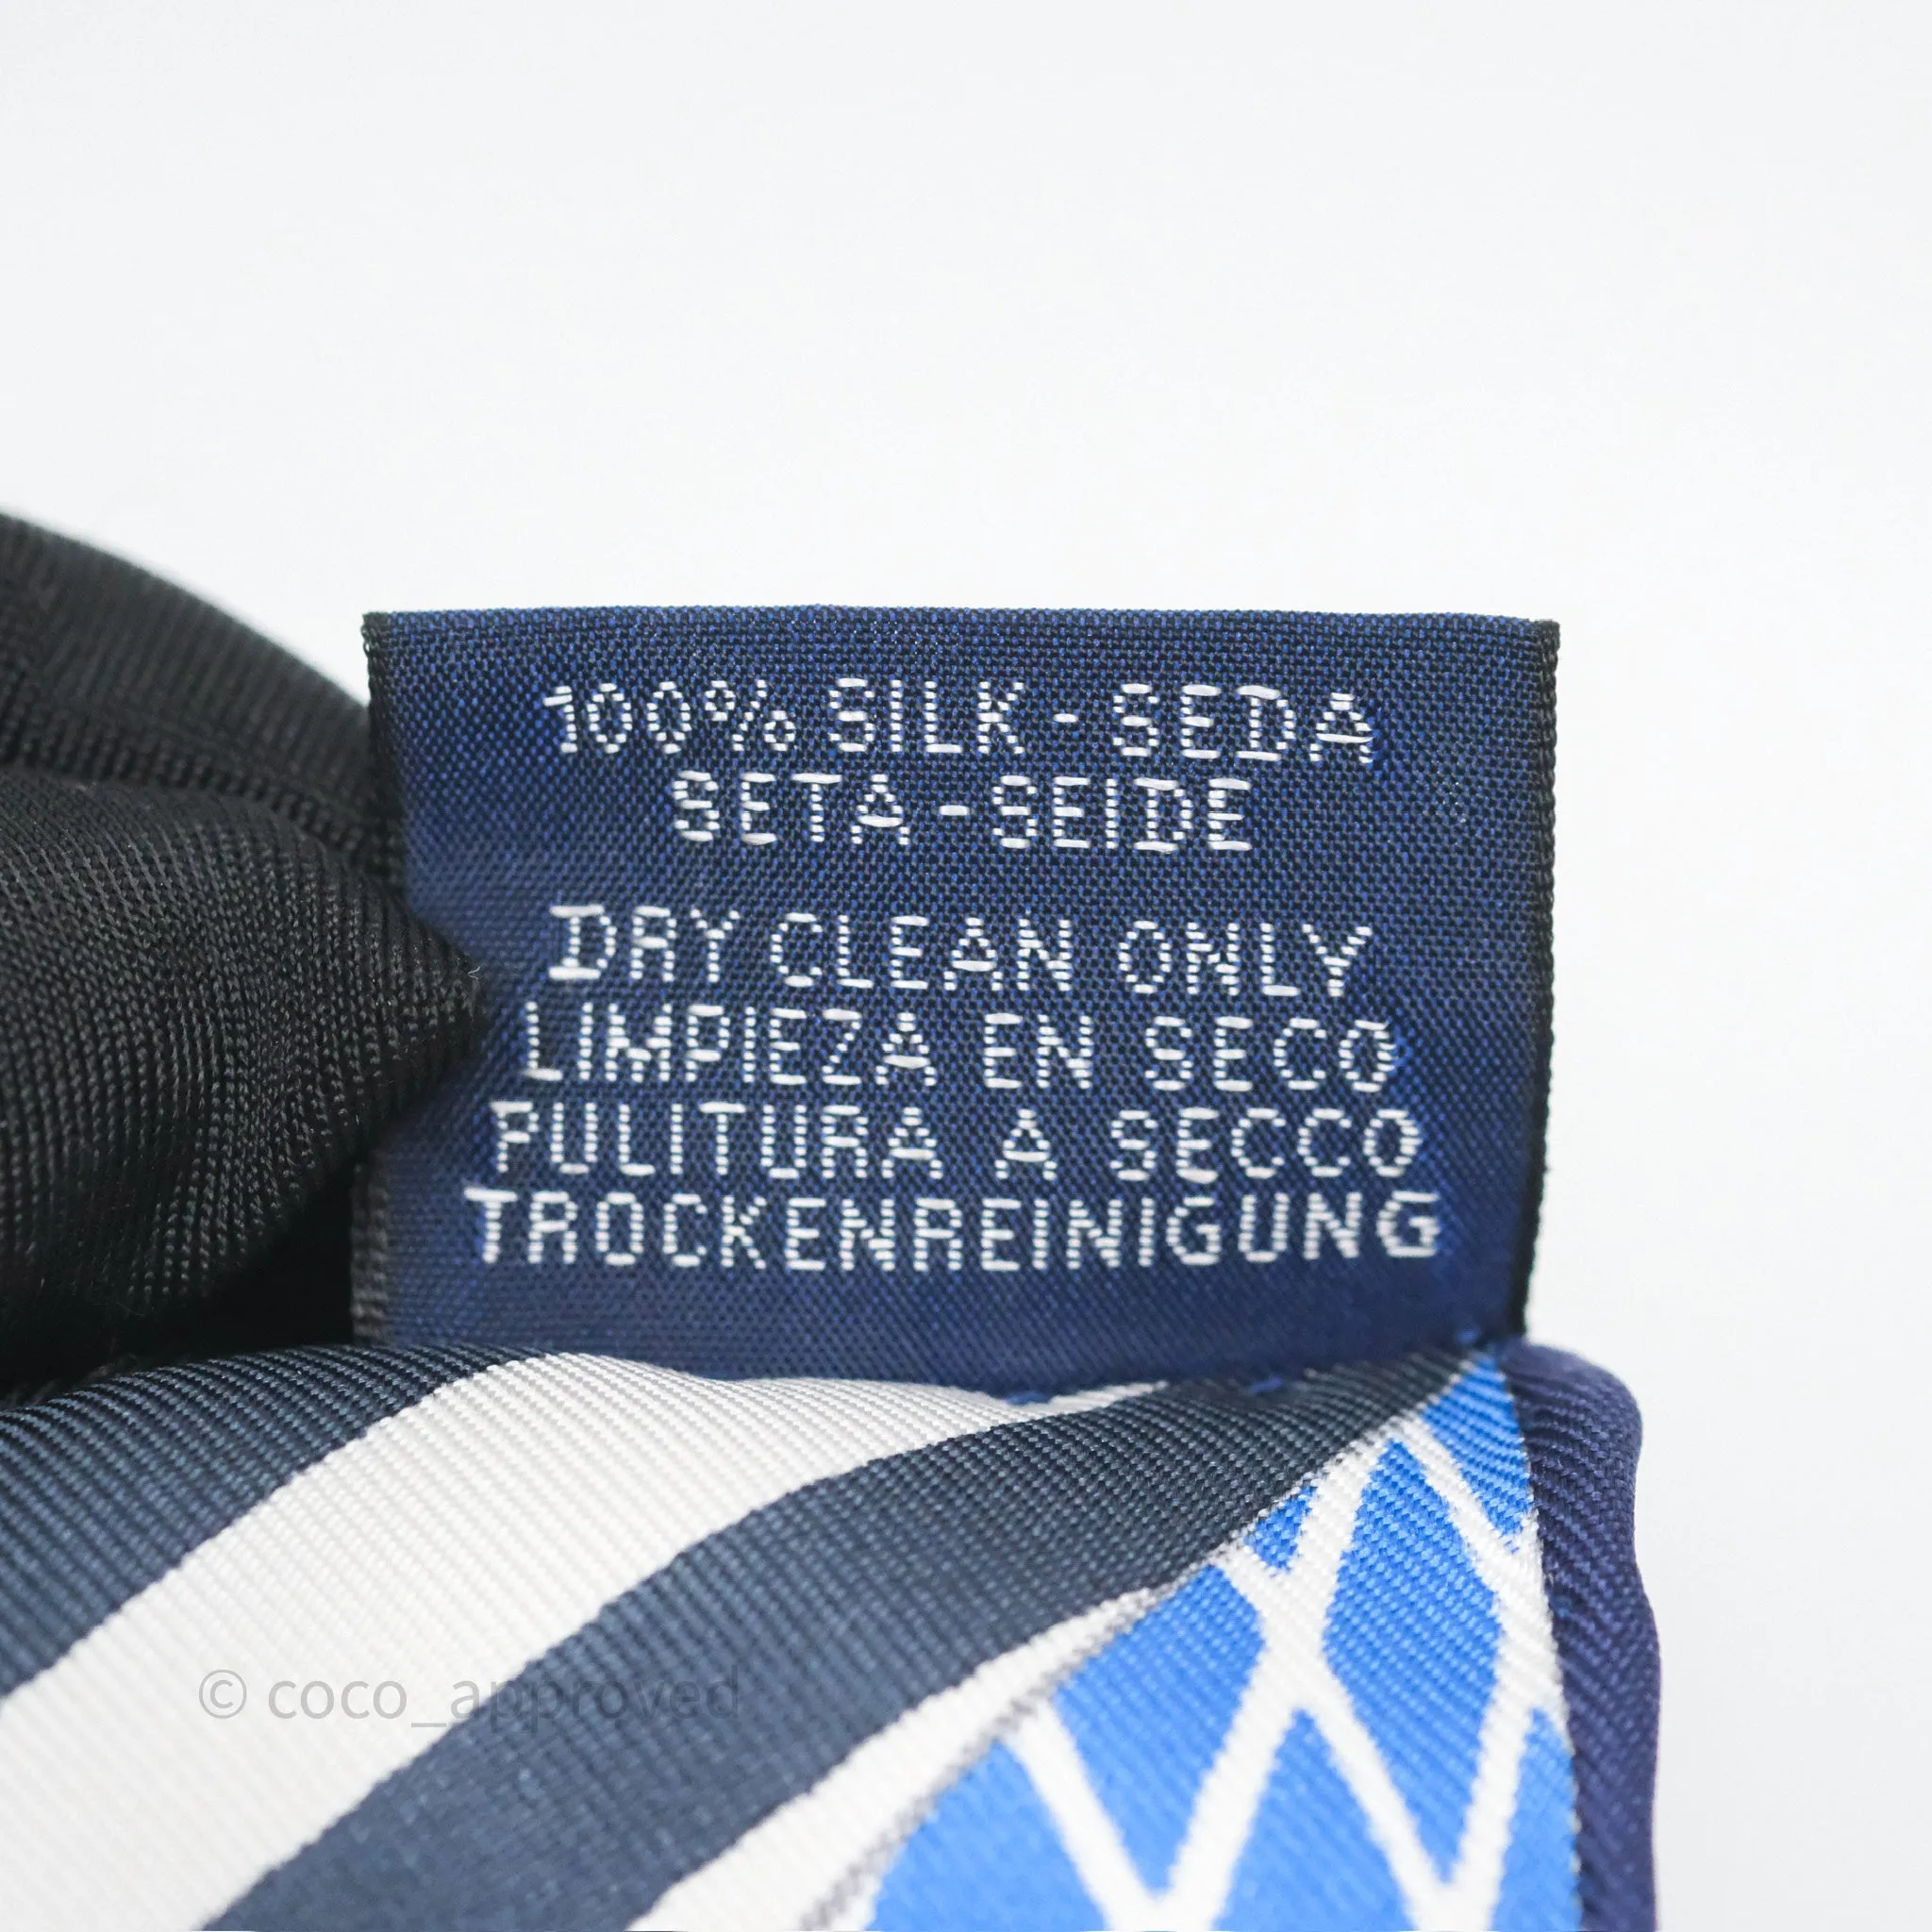 100% SILK - SEDA
SETA - SEIDE
DRY CLEAN ONLY
LIMPIEZA EN SECO
PULITURA A SECCO
TROCKENREINIGUNG
© coco_approved